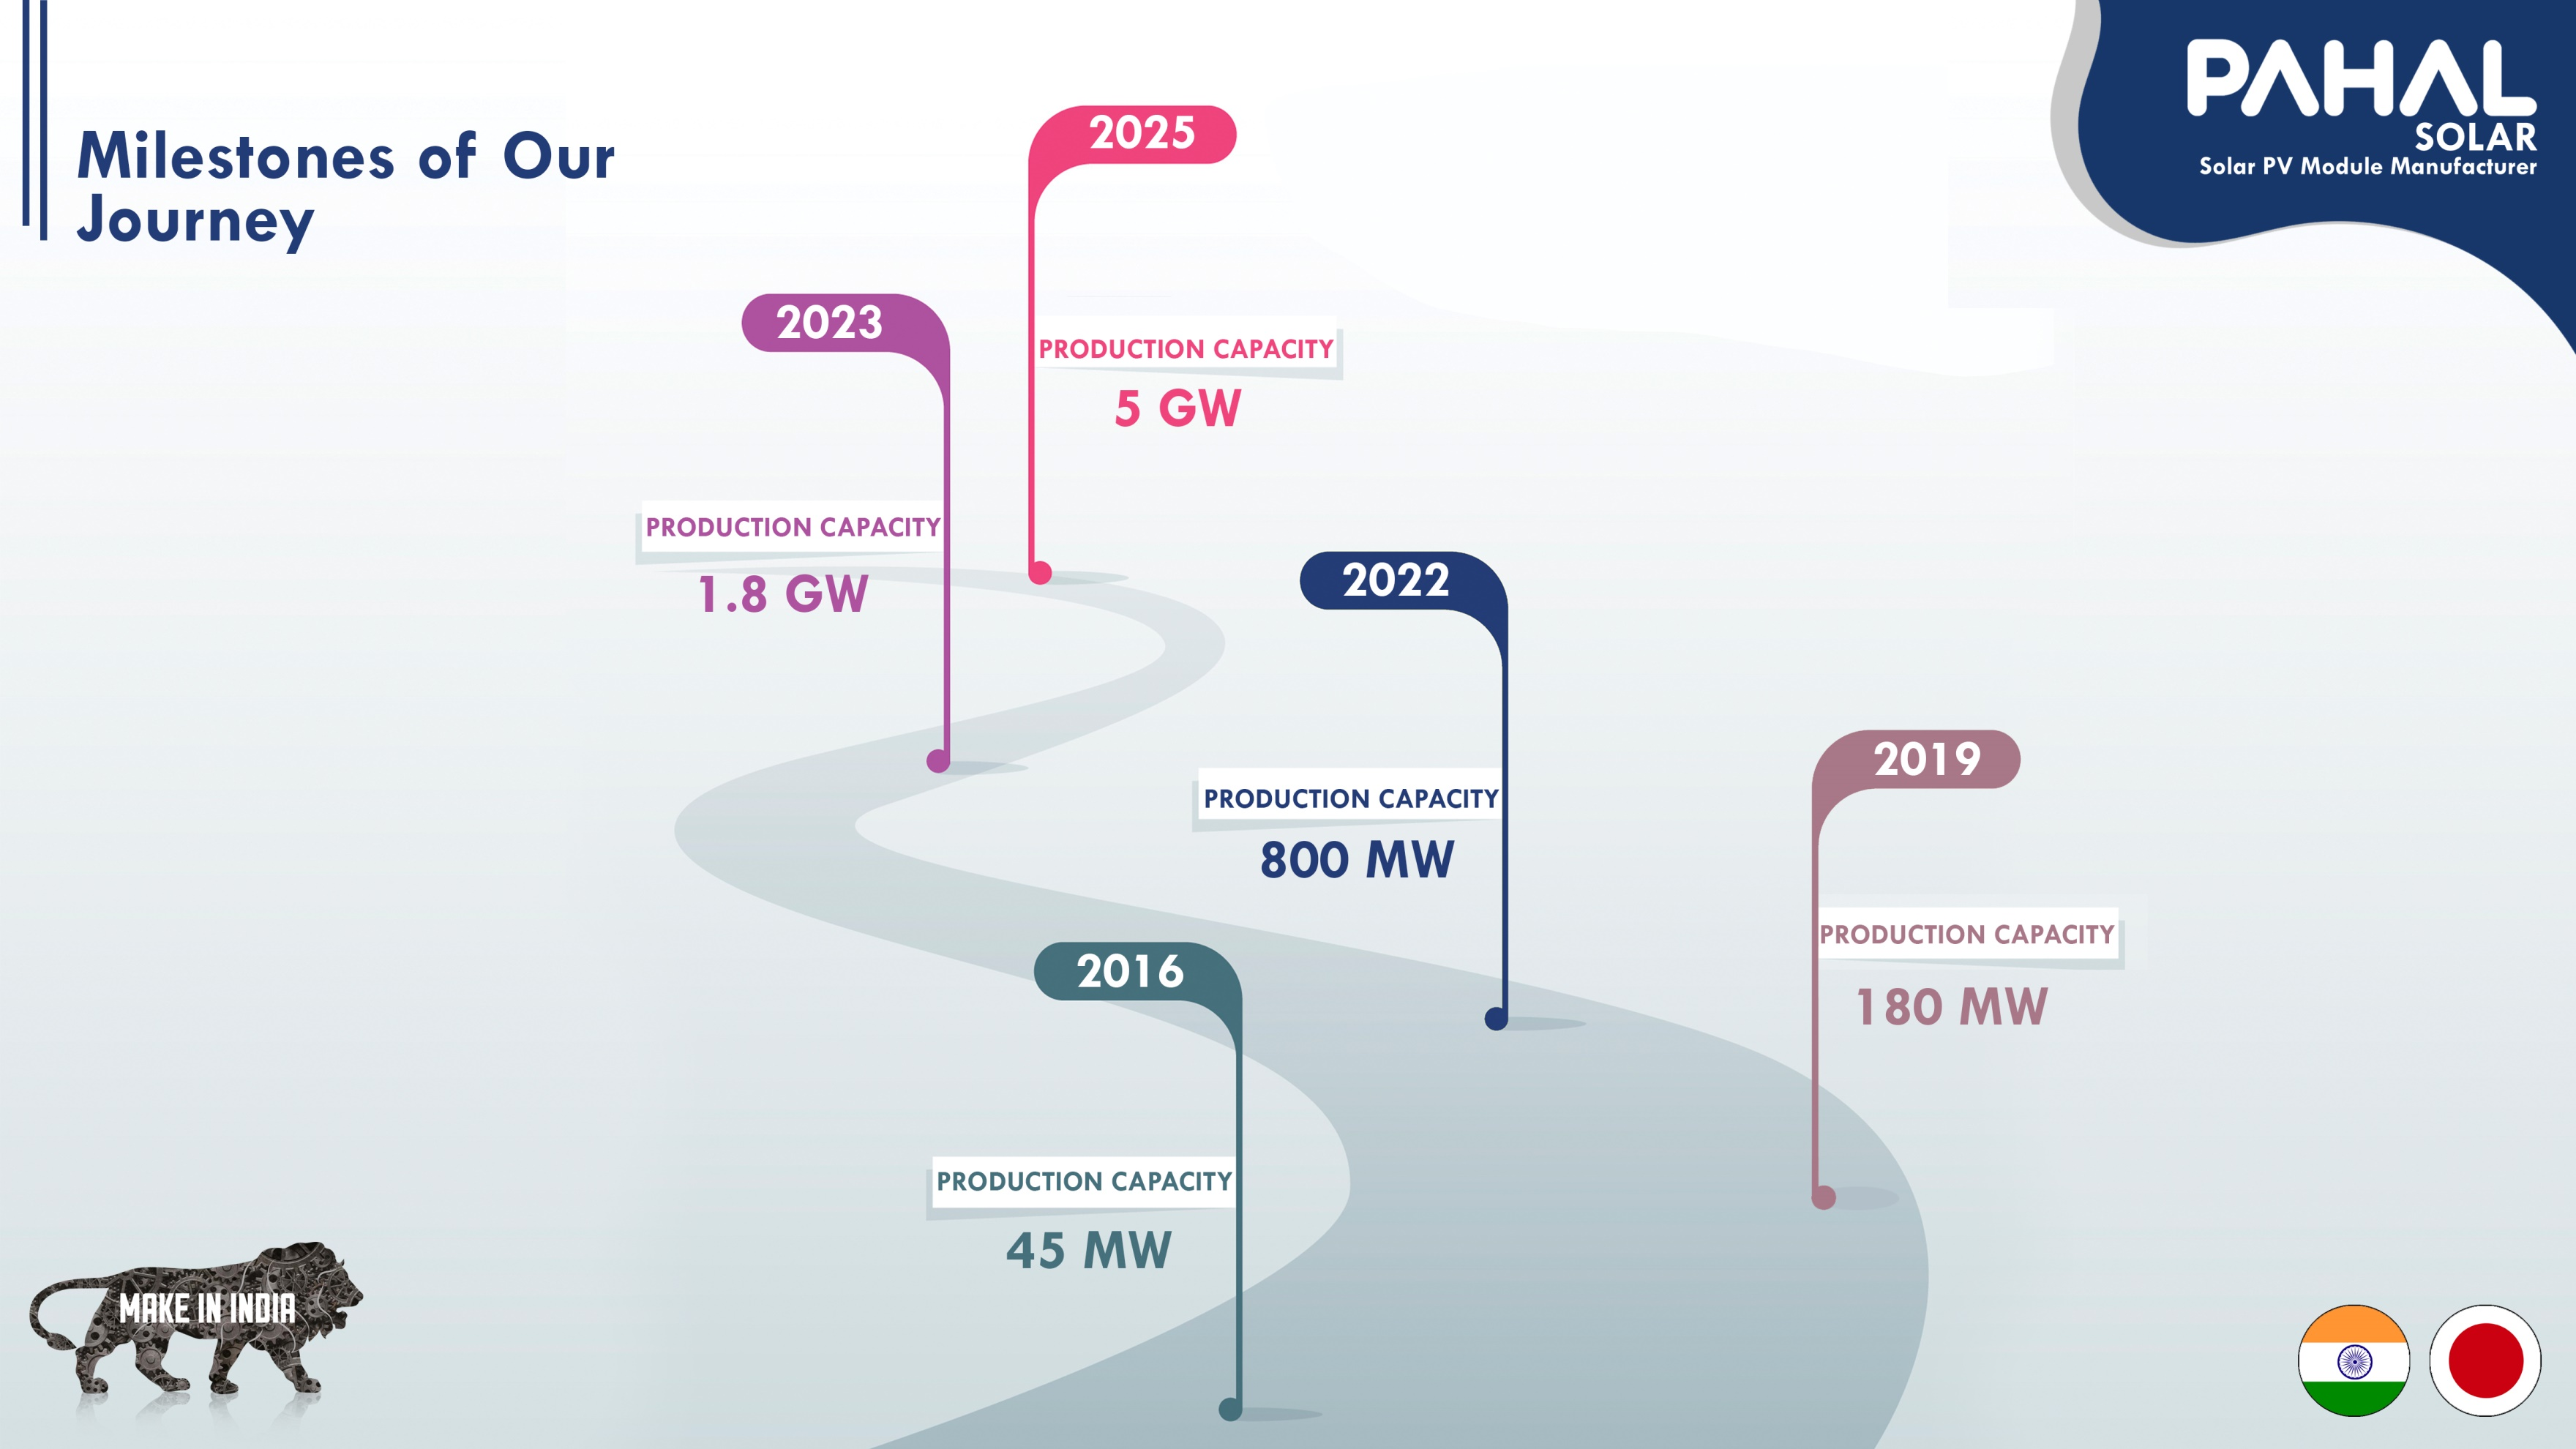 Milestones of Our
Journey
PAHAL
SOLAR
Solar PV Module Manufacturer
2025
PRODUCTION CAPACITY
5 GW
2023
PRODUCTION CAPACITY
1.8 GW
2022
PRODUCTION CAPACITY
800 MW
2019
PRODUCTION CAPACITY
180 MW
2016
PRODUCTION CAPACITY
45 MW
MAKE IN INDIA